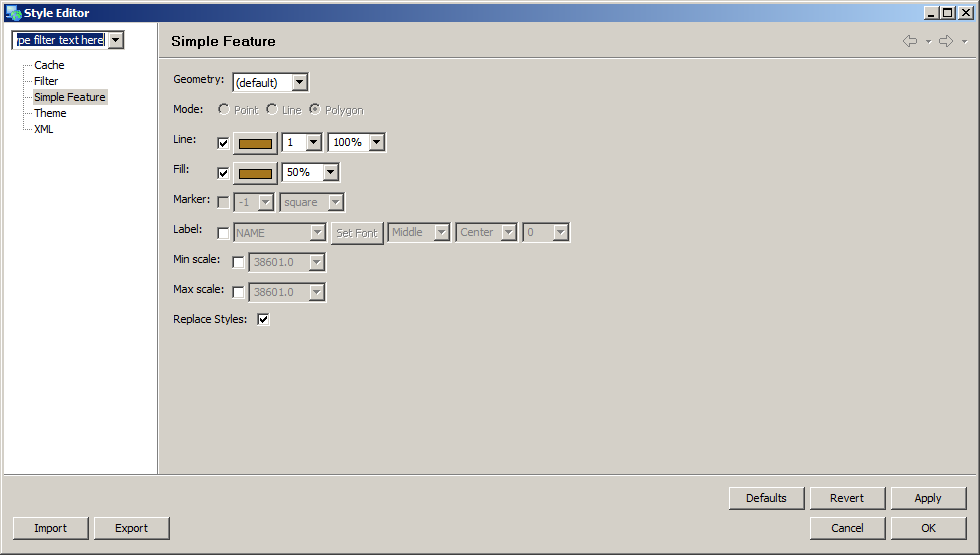 Style Editor
ype filter text here
Cache
Filter
Simple Feature
Theme
XML
Simple Feature
Geometry: (default)
Mode: Point Line Polygon
Line: 1 100%
Fill: 50%
Marker: -1 square
Label: NAME Set Font Middle Center 0
Min scale: 38601.0
Max scale: 38601.0
Replace Styles:
Defaults Revert Apply
Import Export Cancel OK